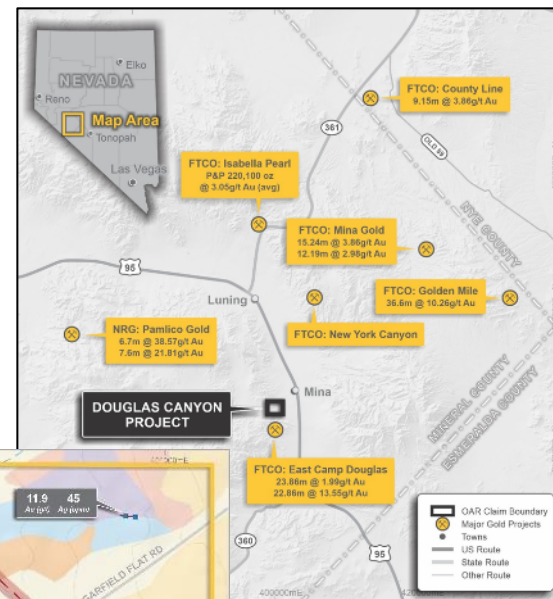 NEVADA
Elko
Reno
Map Area
Tonopah
Las Vegas
FTCO: County Line
9.15m @ 3.86g/t Au
361
OLD 89
FTCO: Isabella Pearl
P&P 220,100 oz
@ 3.05g/t Au (avg)
NYE COUNTY
FTCO: Mina Gold
15.24m @ 3.86g/t Au
12.19m @ 2.98g/t Au
95
FTCO: Golden Mile
36.6m @ 10.26g/t Au
Luning
NRG: Pamlico Gold
6.7m @ 38.57g/t Au
7.6m @ 21.81g/t Au
FTCO: New York Canyon
Mina
DOUGLAS CANYON
PROJECT
MINERAL COUNTY
ESMERALDA COUNTY
FTCO: East Camp Douglas
23.86m @ 1.99g/t Au
22.86m @ 13.55g/t Au
11.9 45
GARFIELD FLAT RD
360
95
400000mE
OAR Claim Boundary
Major Gold Projects
Towns
US Route
State Route
Other Route